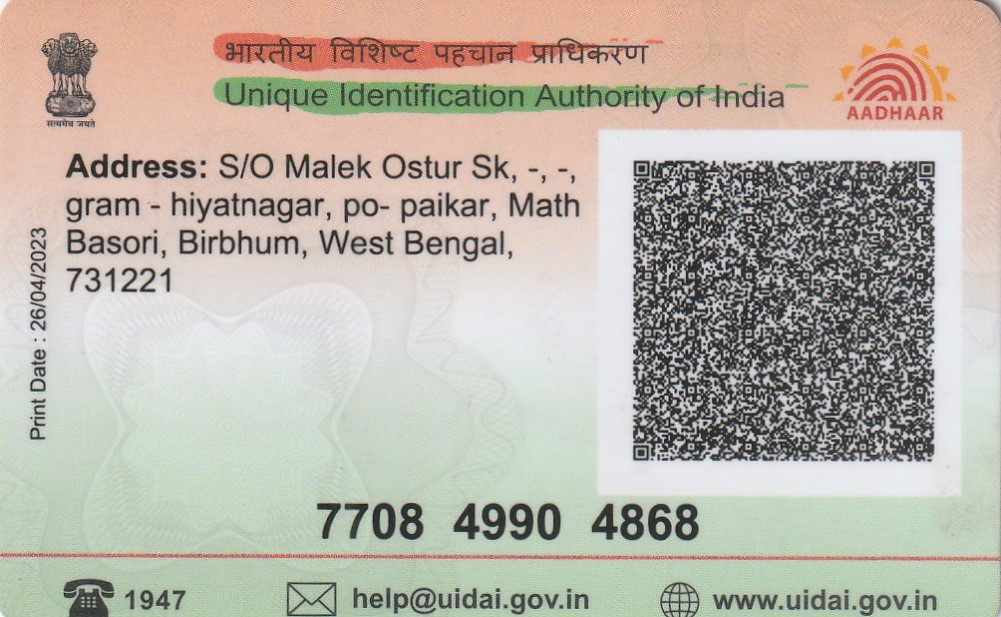 भारतीय विशिष्ट पहचान प्राधिकरण
Unique Identification Authority of India
सत्यमेव जयते
AADHAAR
Address: S/O Malek Ostur Sk, -, -,
gram - hiyatnagar, po- paikar, Math
Basori, Birbhum, West Bengal,
731221
Print Date : 26/04/2023
7708 4990 4868
1947
help@uidai.gov.in
www.uidai.gov.in